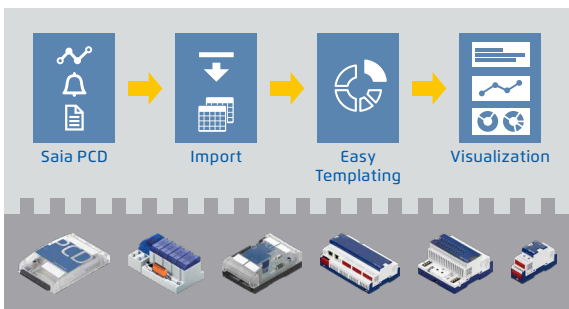 Saia PCD
Import
Easy
Templating
Visualization
PCD